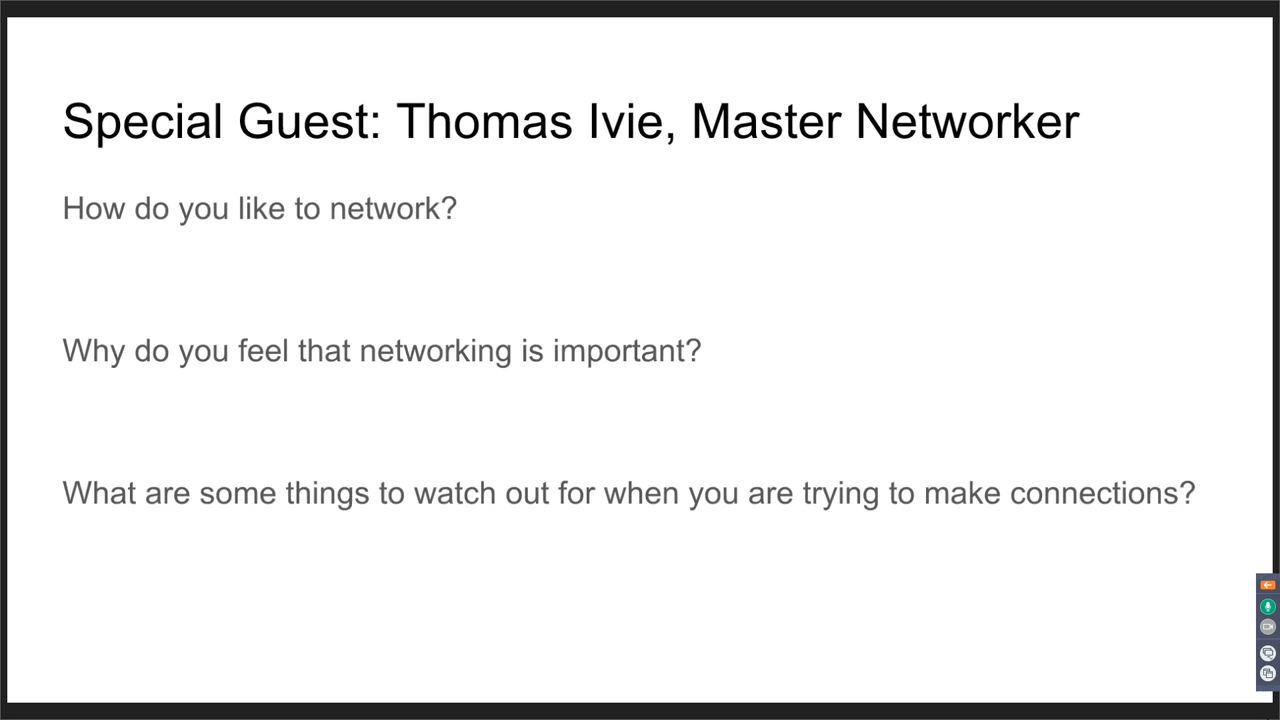 Special Guest: Thomas Ivie, Master Networker
How do you like to network?
Why do you feel that networking is important?
What are some things to watch out for when you are trying to make connections?